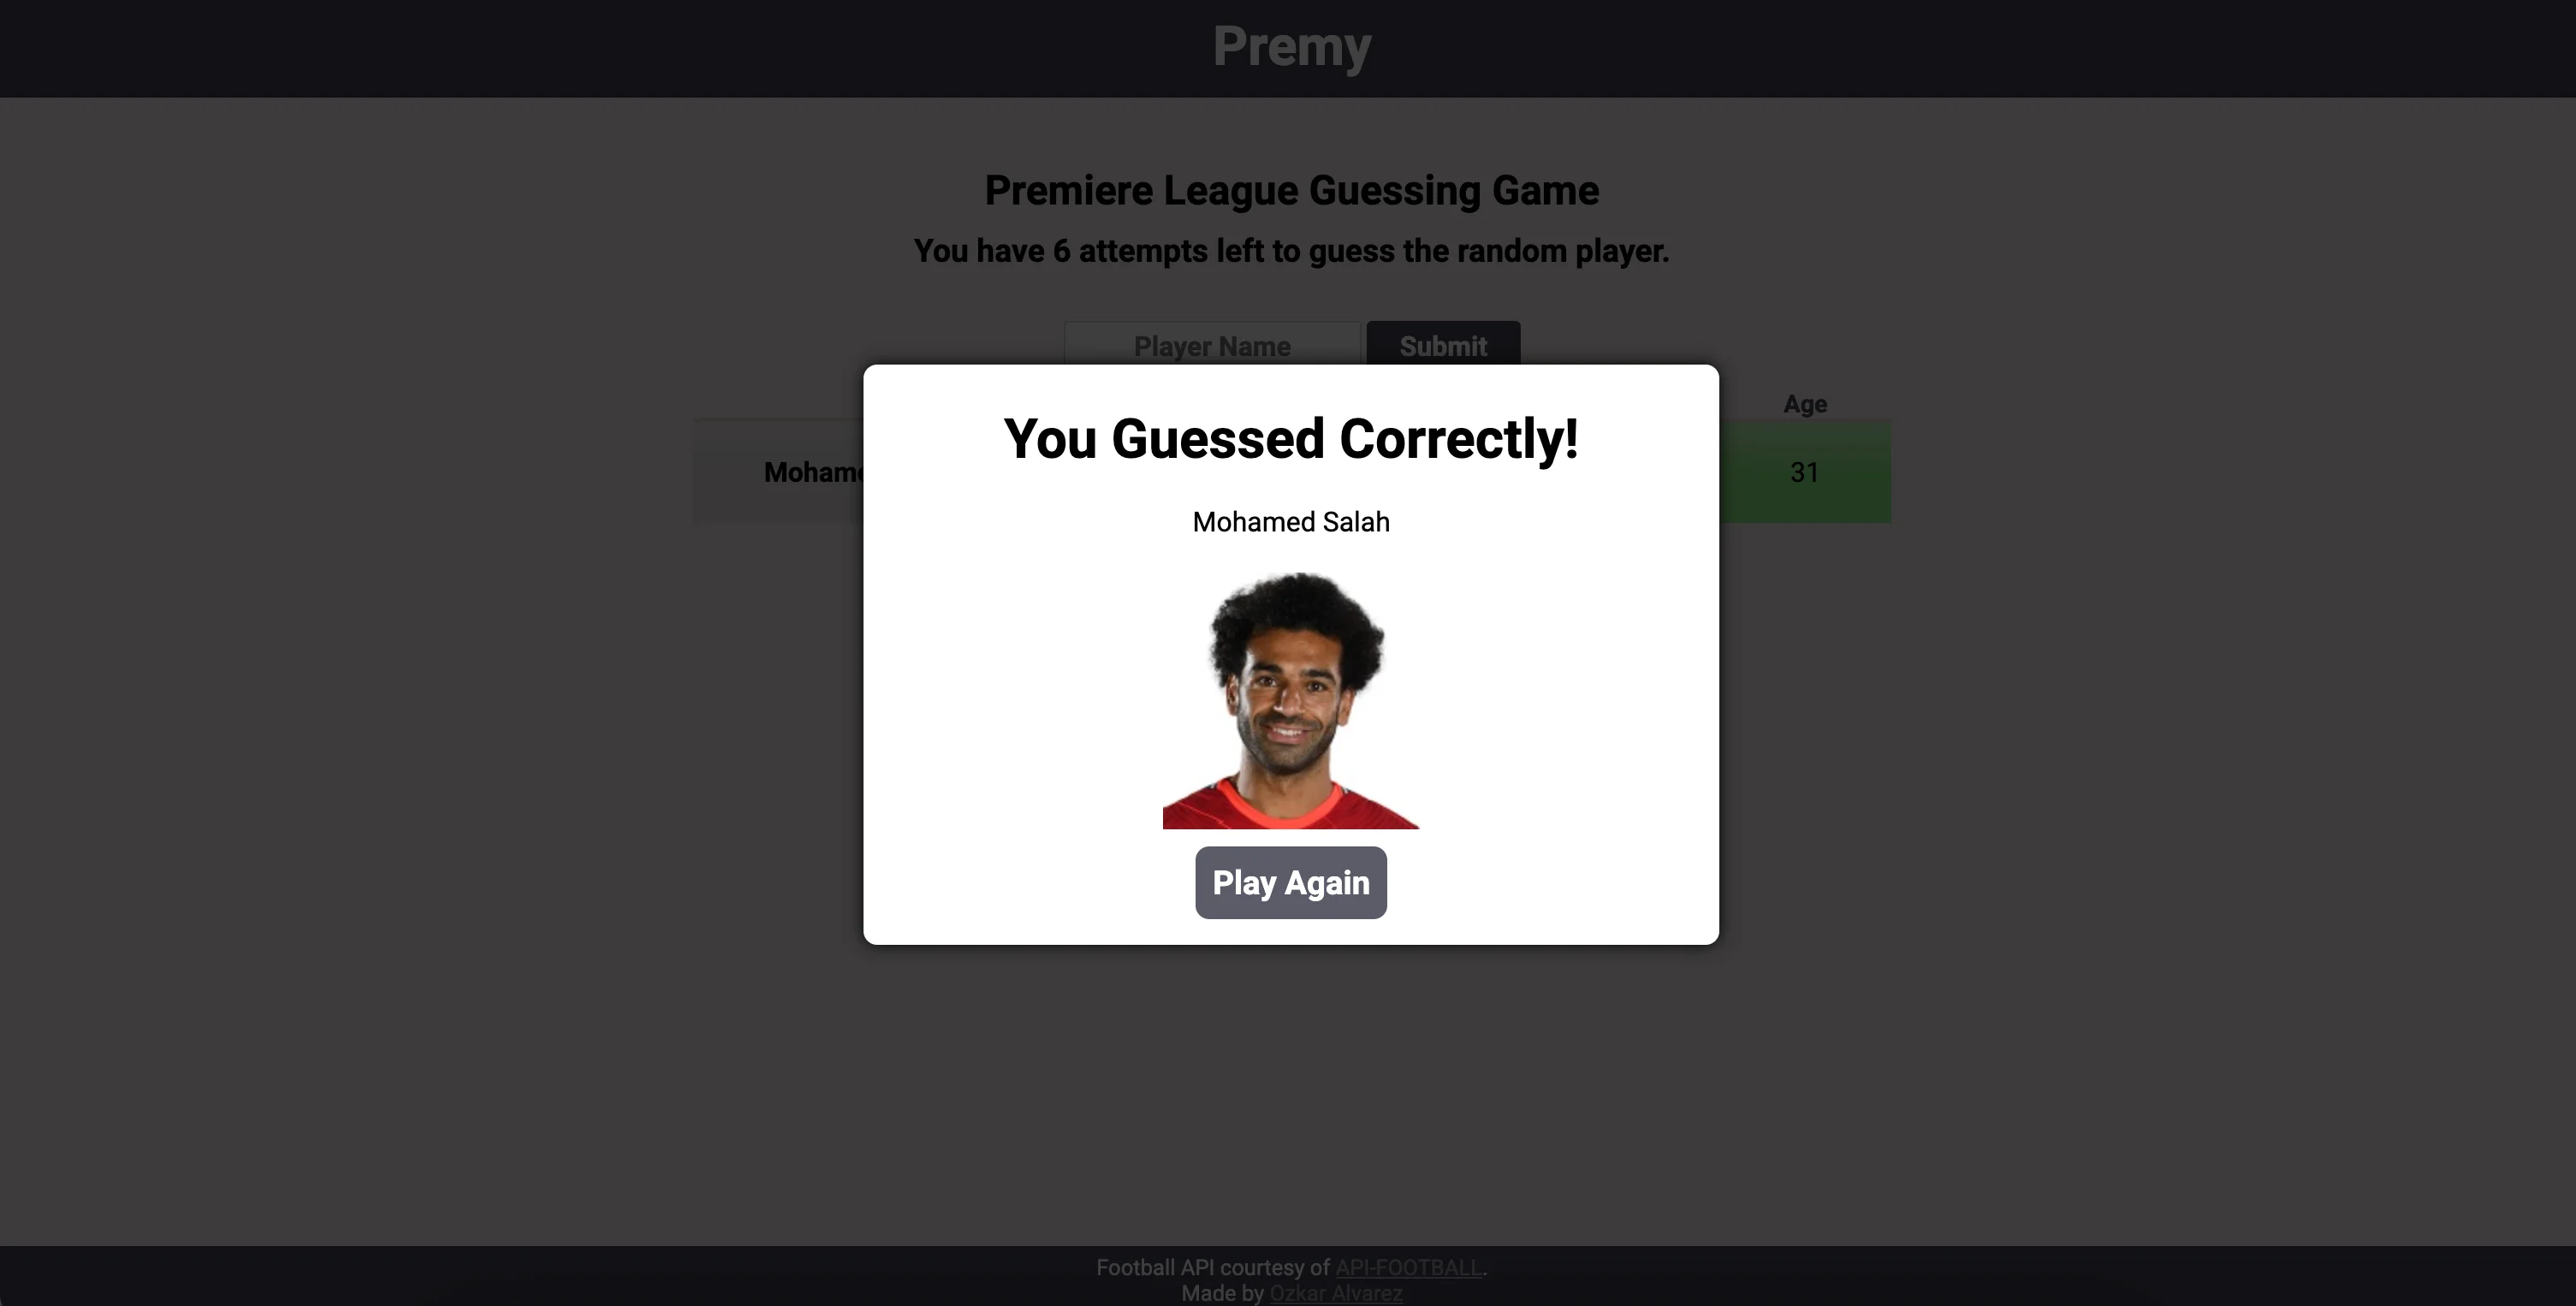 Premy
Premiere League Guessing Game
You have 6 attempts left to guess the random player.
Player Name Submit
Age
31
You Guessed Correctly!
Mohamed Salah
Play Again
Football API courtesy of API-FOOTBALL.
Made by Ozkar Alvarez